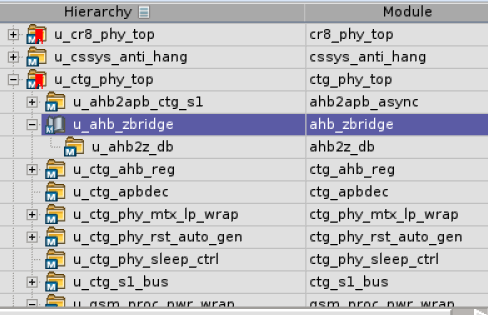 Hierarchy Module
u_cr8_phy_top cr8_phy_top
u_cssys_anti_hang cssys_anti_hang
u_ctg_phy_top ctg_phy_top
u_ahb2apb_ctg_s1 ahb2apb_async
u_ahb_zbridge ahb_zbridge
u_ahb2z_db ahb2z_db
u_ctg_ahb_reg ctg_ahb_reg
u_ctg_apbdec ctg_apbdec
u_ctg_phy_mtx_lp_wrap ctg_phy_mtx_lp_wrap
u_ctg_phy_rst_auto_gen ctg_phy_rst_auto_gen
u_ctg_phy_sleep_ctrl ctg_phy_sleep_ctrl
u_ctg_s1_bus ctg_s1_bus
u_gsm_proc_pwr_wrap gsm_proc_pwr_wrap